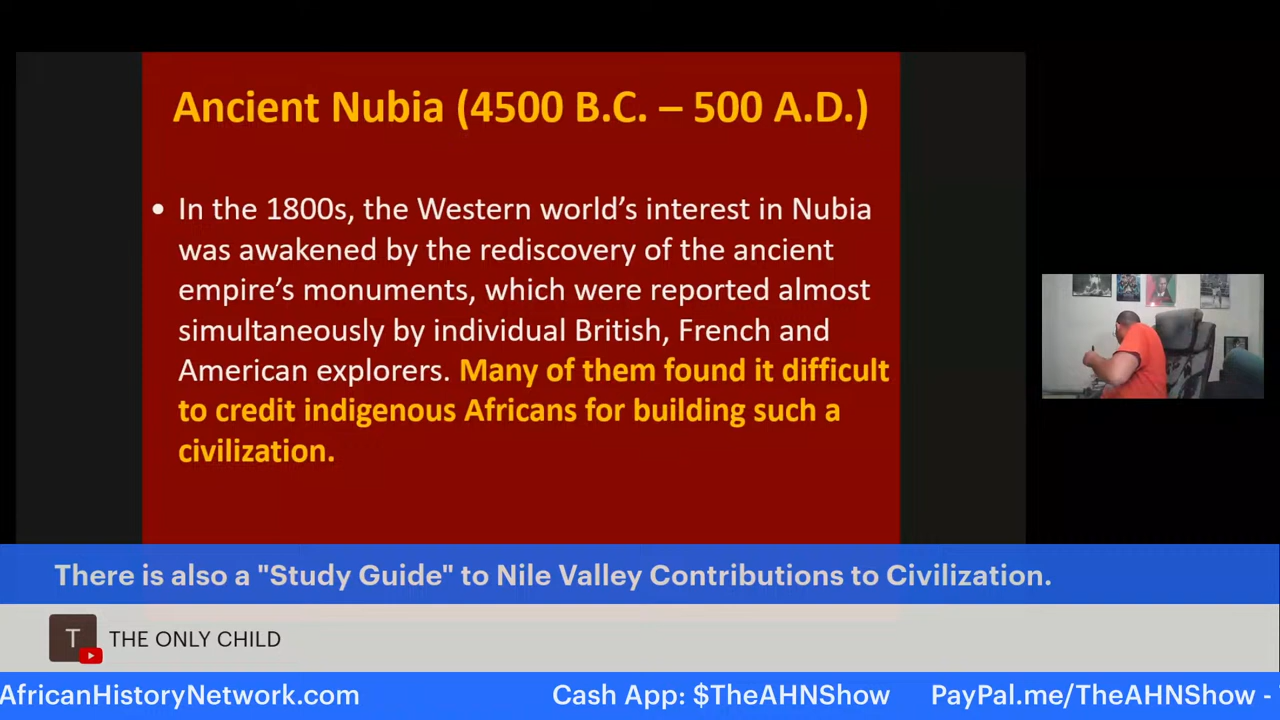 Ancient Nubia (4500 B.C. – 500 A.D.)
• In the 1800s, the Western world’s interest in Nubia
was awakened by the rediscovery of the ancient
empire’s monuments, which were reported almost
simultaneously by individual British, French and
American explorers. Many of them found it difficult
to credit indigenous Africans for building such a
civilization.
There is also a "Study Guide" to Nile Valley Contributions to Civilization.
T THE ONLY CHILD
AfricanHistoryNetwork.com Cash App: $TheAHNShow PayPal.me/TheAHNShow -